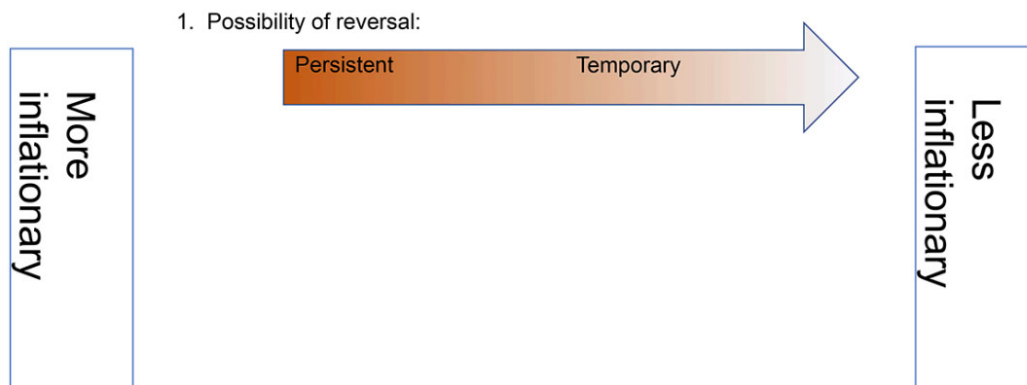 1. Possibility of reversal:
Persistent
Temporary
More
inflationary
Less
inflationary